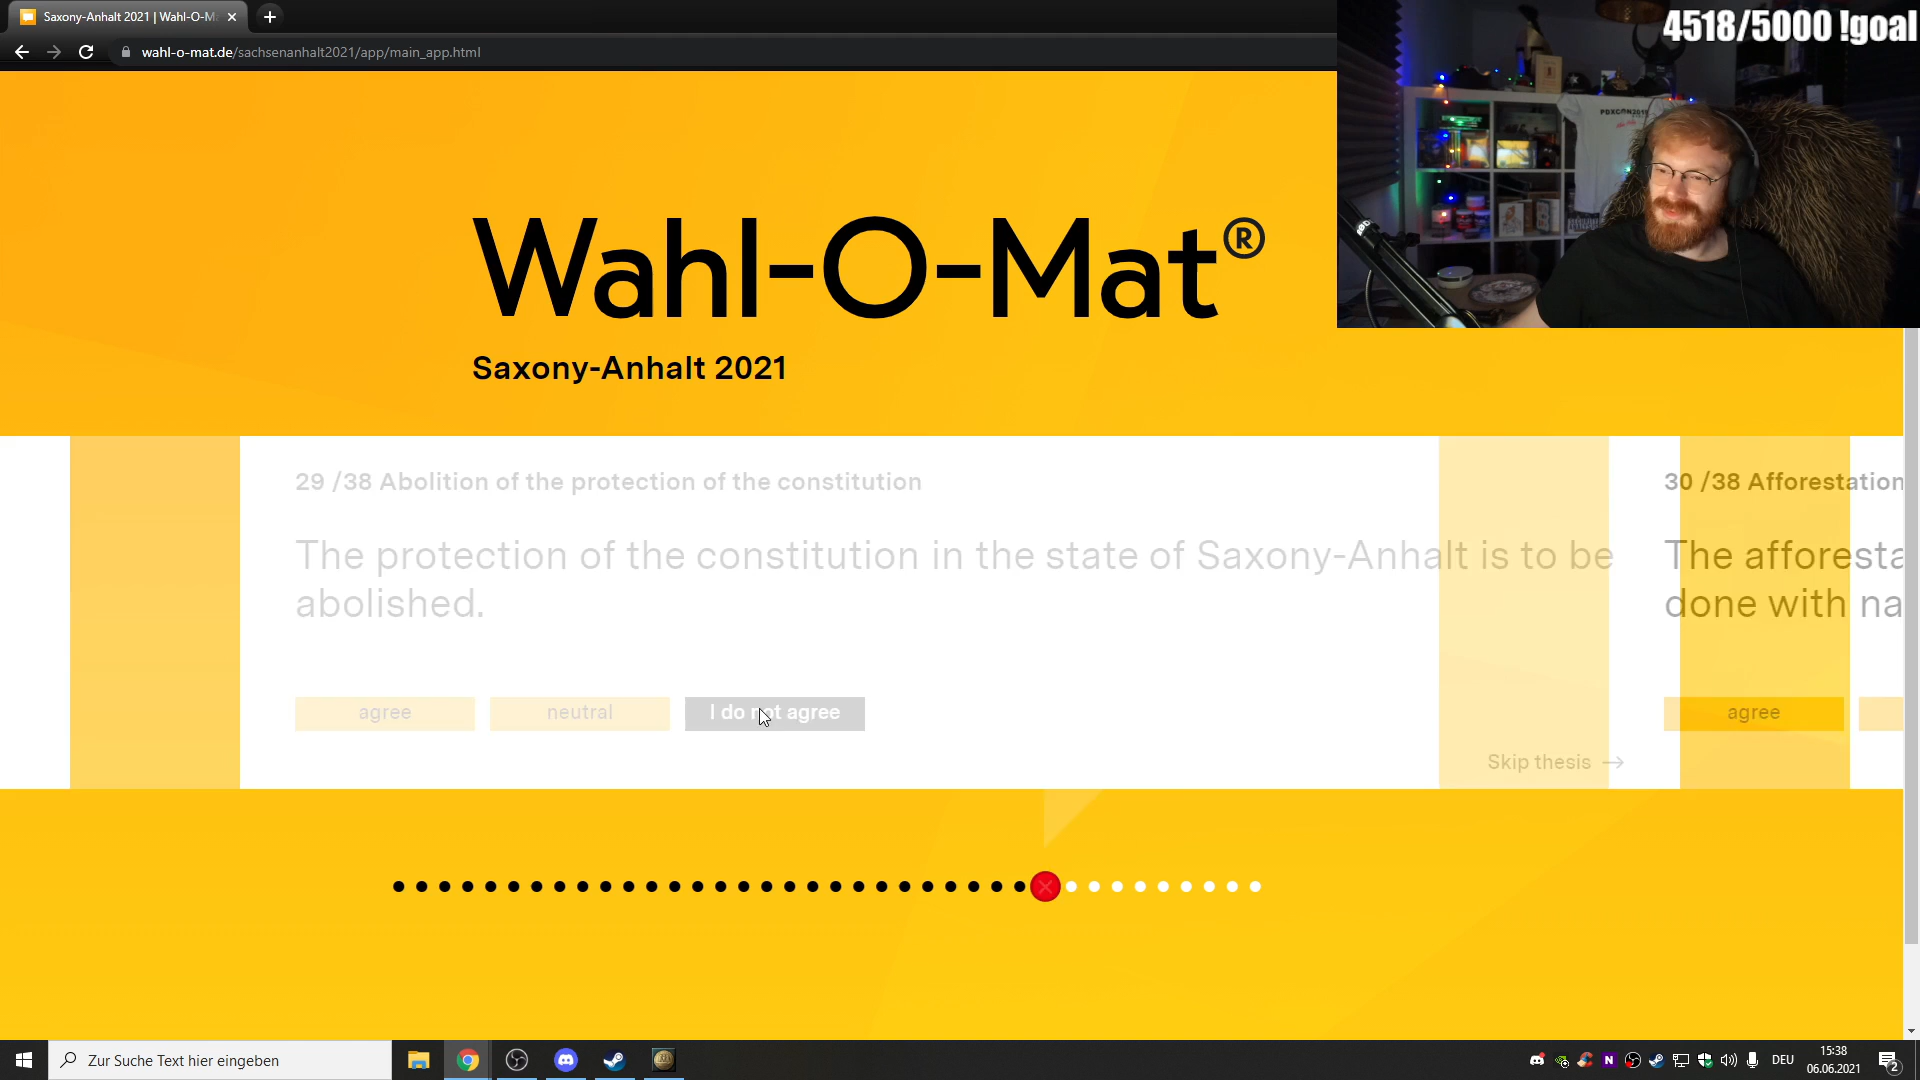 Saxony-Anhalt 2021 | Wahl-O-M
4518/5000 !goal
wahl-o-mat.de/sachsenanhalt2021/app/main_app.html
PDXCON2019
Wahl-O-Mat®
Saxony-Anhalt 2021
29 /38 Abolition of the protection of the constitution
30 /38 Afforestation
The protection of the constitution in the state of Saxony-Anhalt is to be
abolished.
The afforesta
done with na
agree
neutral
I do not agree
agree
Skip thesis →
Zur Suche Text hier eingeben
DEU
15:38
06.06.2021
2